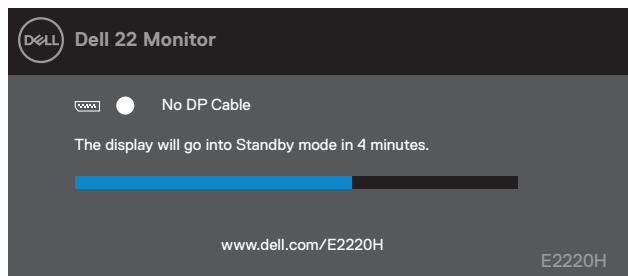 DELL Dell 22 Monitor
No DP Cable
The display will go into Standby mode in 4 minutes.
www.dell.com/E2220H
E2220H